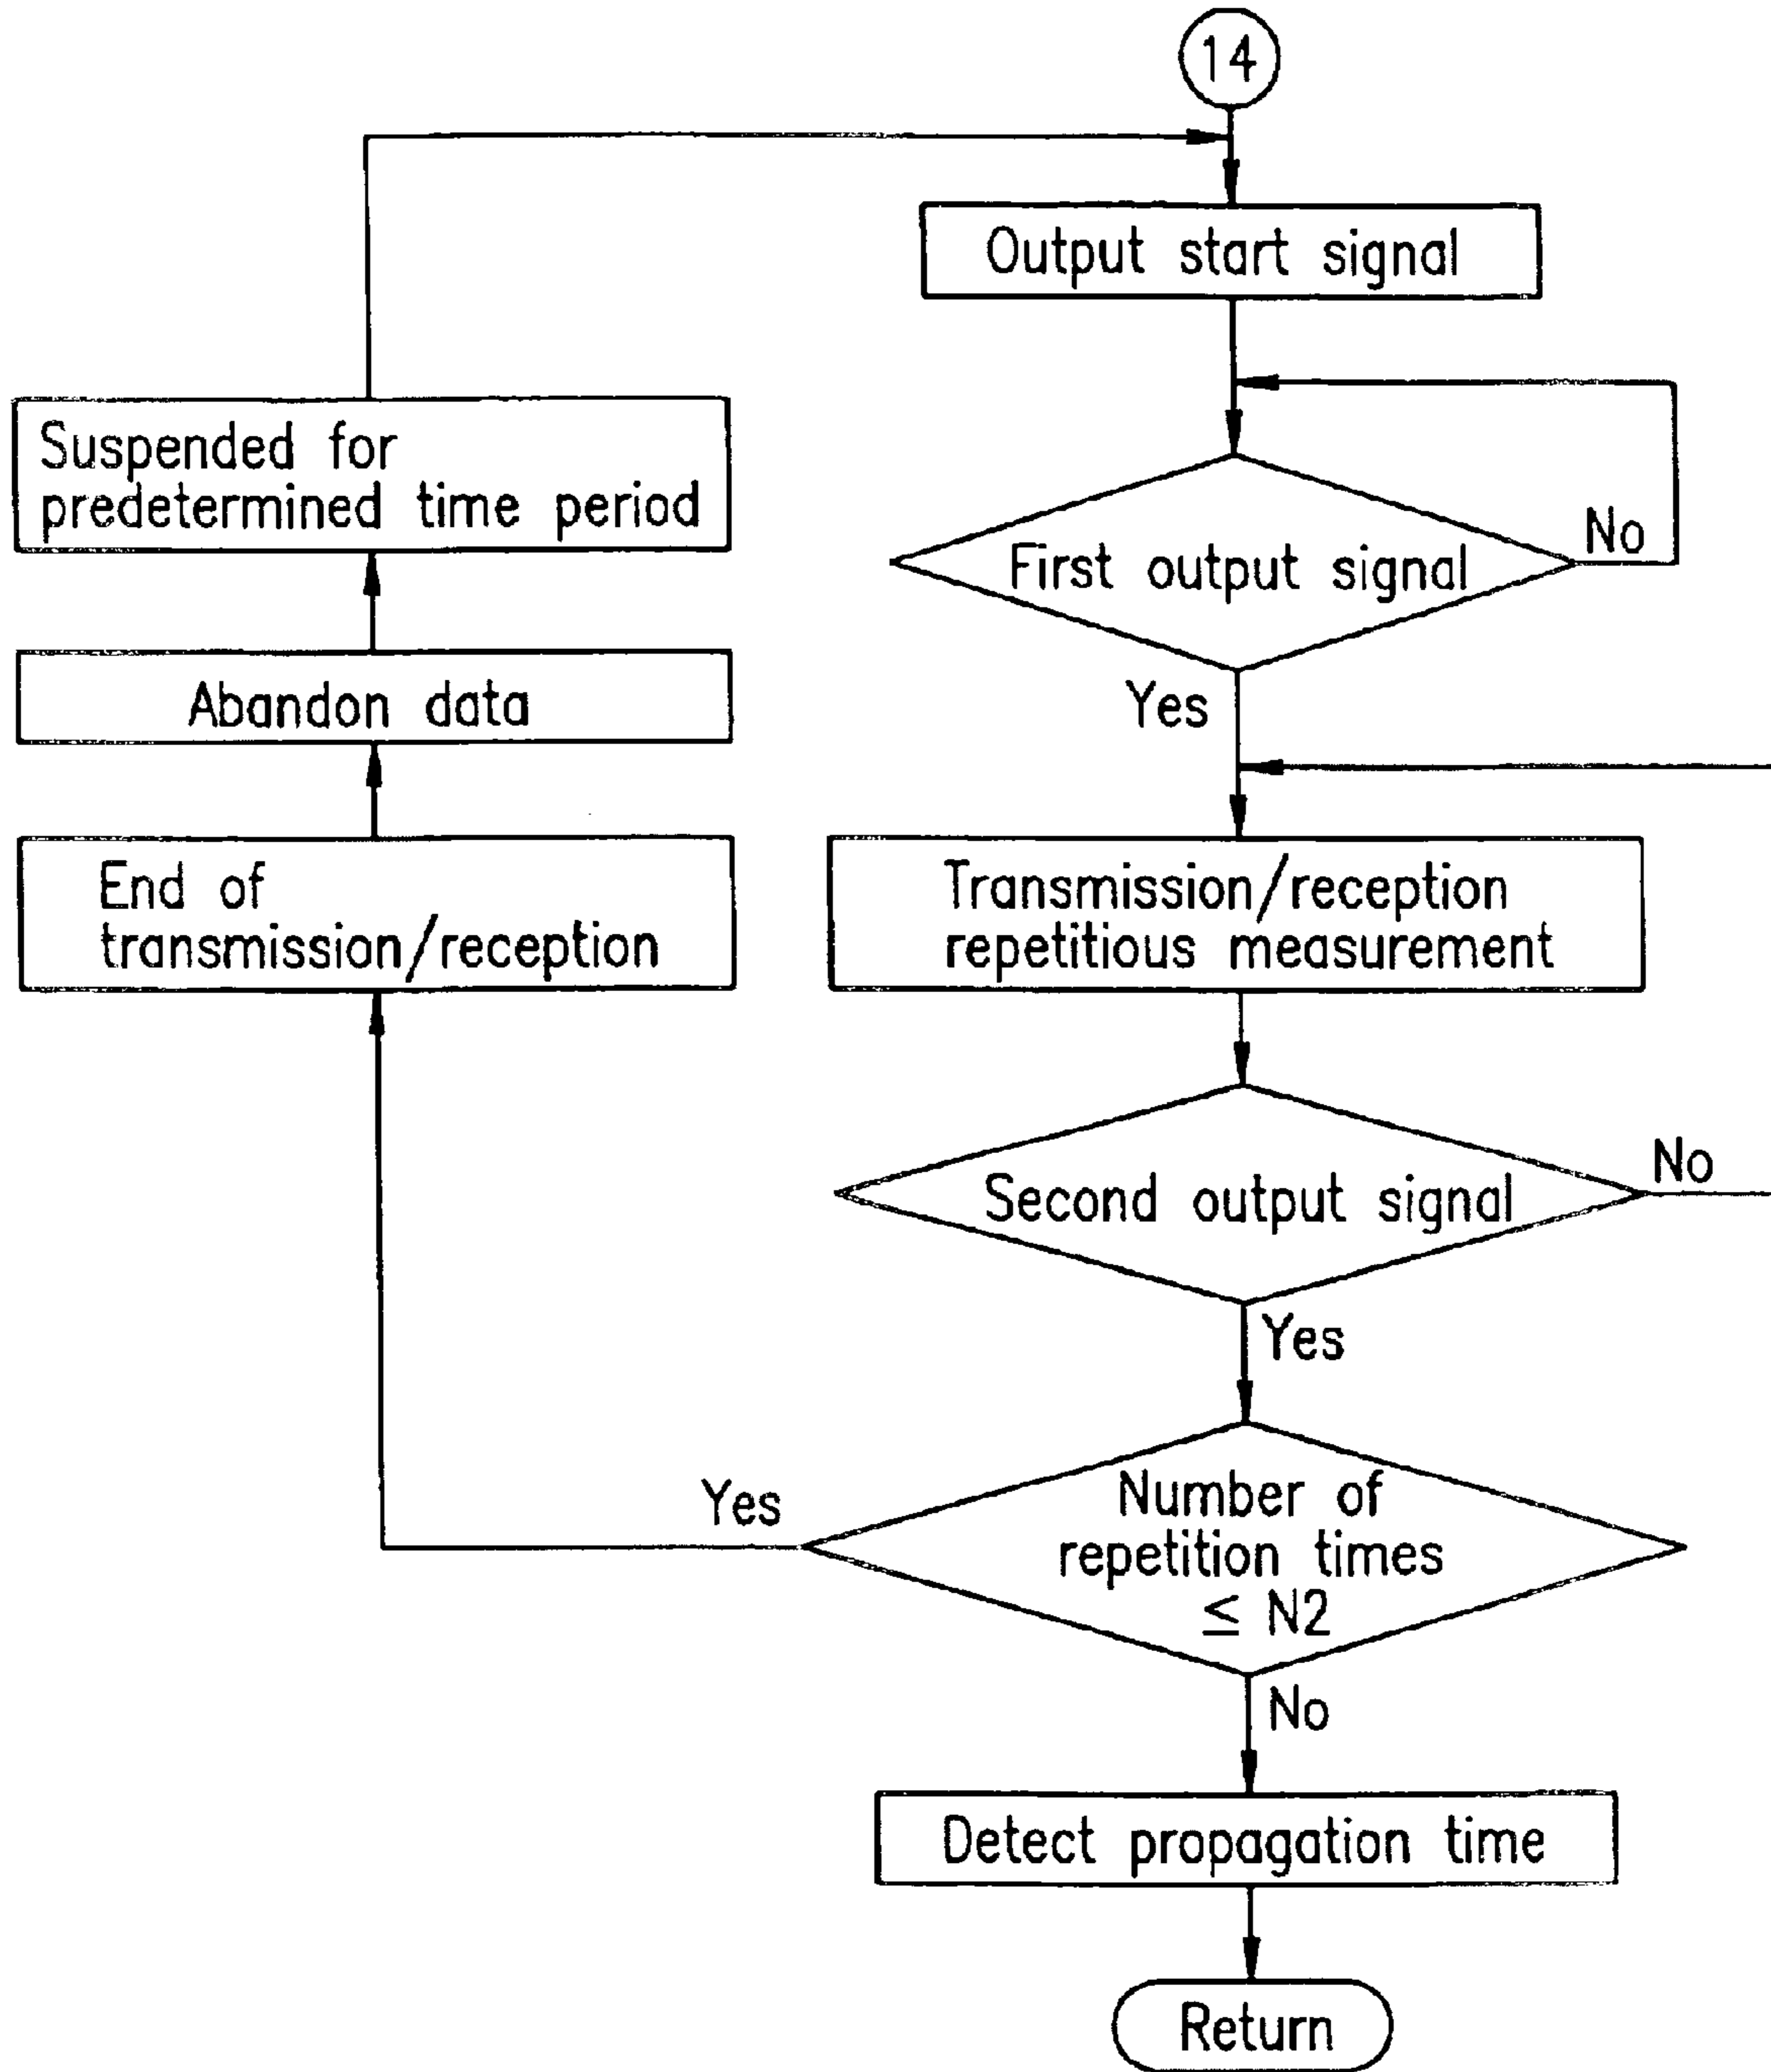 14
Output start signal
Suspended for
predetermined time period
First output signal
No
Yes
Abandon data
End of
transmission/reception
Transmission/reception
repetitious measurement
Second output signal
No
Yes
Yes
Number of
repetition times
≤ N2
No
Detect propagation time
Return